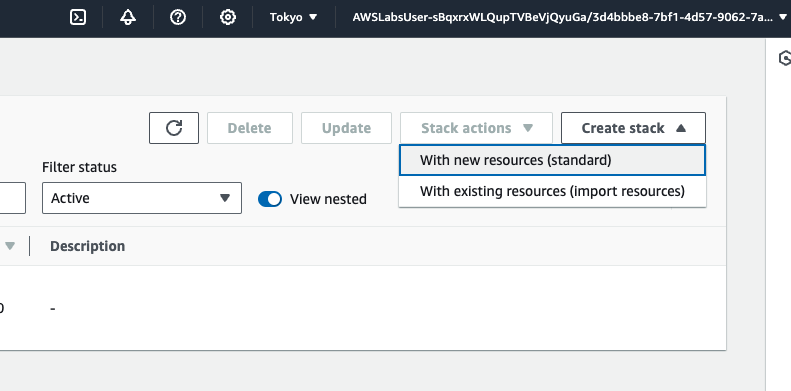 Tokyo
AWSLabsUser-sBqxrxWLQupTVBeVjQyuGa/3d4bbbe8-7bf1-4d57-9062-7a...
Delete
Update
Stack actions
Create stack
With new resources (standard)
With existing resources (import resources)
Filter status
Active
View nested
Description
0
-